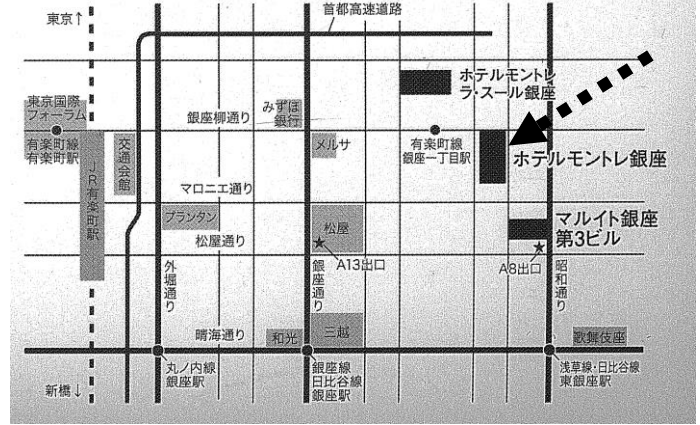 東京↑
首都高速道路
ホテルモントレ
ラ・スール銀座
東京国際
フォーラム
みずほ
銀行
銀座柳通り
有楽町線
有楽町駅
交通会館
メルサ
有楽町線
銀座一丁目駅
ホテルモントレ銀座
JR有楽町駅
マロニエ通り
プランタン
松屋
マルイト銀座
第3ビル
松屋通り
A13出口
A8出口
外堀通り
銀座通り
昭和通り
晴海通り
和光
三越
歌舞伎座
丸ノ内線
銀座駅
銀座線
日比谷線
銀座駅
浅草線・日比谷線
東銀座駅
新橋↓